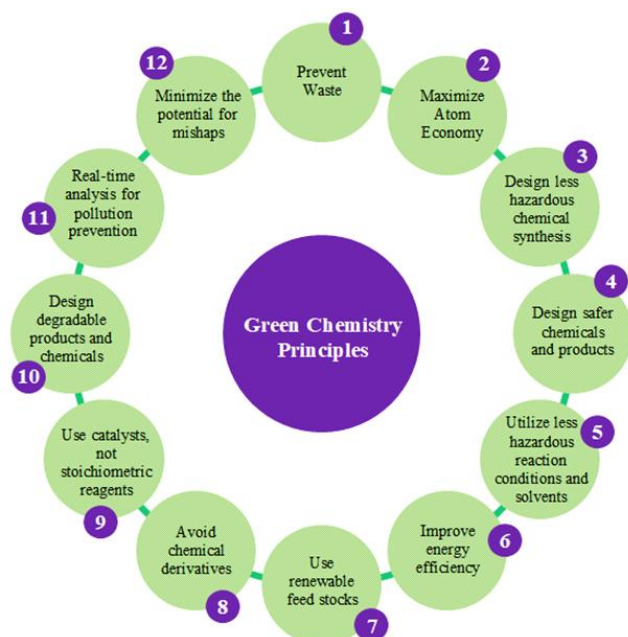 1
Prevent
Waste
2
Maximize
Atom
Economy
3
Design less
hazardous
chemical
synthesis
4
Design safer
chemicals
and products
5
Utilize less
hazardous
reaction
conditions and
solvents
6
Improve
energy
efficiency
7
Use
renewable
feed stocks
8
Avoid
chemical
derivatives
9
Use catalysts,
not
stoichiometric
reagents
10
Design
degradable
products and
chemicals
11
Real-time
analysis for
pollution
prevention
12
Minimize the
potential for
mishaps
Green Chemistry
Principles